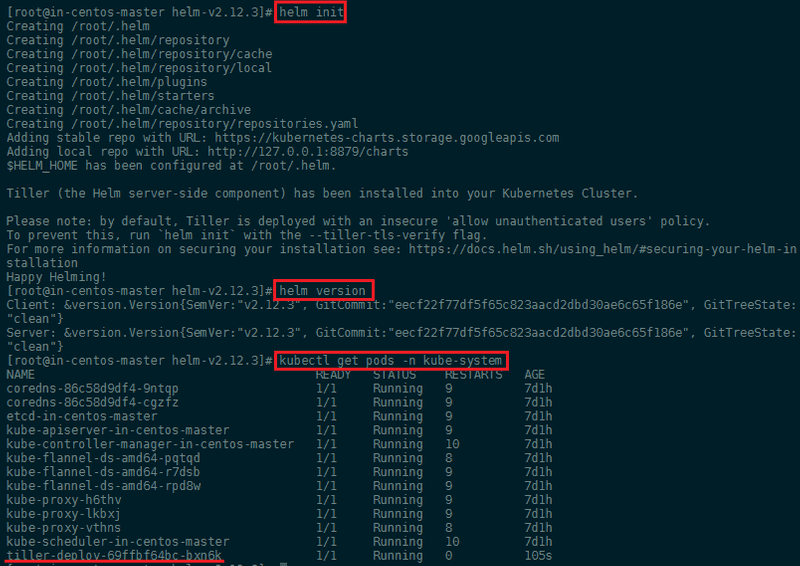 [root@in-centos-master helm-v2.12.3]# helm init
Creating /root/.helm
Creating /root/.helm/repository
Creating /root/.helm/repository/cache
Creating /root/.helm/repository/local
Creating /root/.helm/plugins
Creating /root/.helm/starters
Creating /root/.helm/cache/archive
Creating /root/.helm/repository/repositories.yaml
Adding stable repo with URL: https://kubernetes-charts.storage.googleapis.com
Adding local repo with URL: http://127.0.0.1:8879/charts
$HELM_HOME has been configured at /root/.helm.
Tiller (the Helm server-side component) has been installed into your Kubernetes Cluster.
Please note: by default, Tiller is deployed with an insecure 'allow unauthenticated users' policy.
To prevent this, run `helm init` with the --tiller-tls-verify flag.
For more information on securing your installation see: https://docs.helm.sh/using_helm/#securing-your-helm-in
stallation
Happy Helming!
[root@in-centos-master helm-v2.12.3]# helm version
Client: &version.Version{SemVer:"v2.12.3", GitCommit:"eecf22f77df5f65c823aacd2dbd30ae6c65f186e", GitTreeState:
"clean"}
Server: &version.Version{SemVer:"v2.12.3", GitCommit:"eecf22f77df5f65c823aacd2dbd30ae6c65f186e", GitTreeState:
"clean"}
[root@in-centos-master helm-v2.12.3]# kubectl get pods -n kube-system
NAME READY STATUS RESTARTS AGE
coredns-86c58d9df4-9ntqp 1/1 Running 9 7d1h
coredns-86c58d9df4-cgzfz 1/1 Running 9 7d1h
etcd-in-centos-master 1/1 Running 9 7d1h
kube-apiserver-in-centos-master 1/1 Running 9 7d1h
kube-controller-manager-in-centos-master 1/1 Running 10 7d1h
kube-flannel-ds-amd64-pqtqd 1/1 Running 8 7d1h
kube-flannel-ds-amd64-r7dsb 1/1 Running 9 7d1h
kube-flannel-ds-amd64-rpd8w 1/1 Running 9 7d1h
kube-proxy-h6thv 1/1 Running 9 7d1h
kube-proxy-lkbxj 1/1 Running 9 7d1h
kube-proxy-vthns 1/1 Running 8 7d1h
kube-scheduler-in-centos-master 1/1 Running 10 7d1h
tiller-deploy-69ffbf64bc-bxn6k 1/1 Running 0 105s